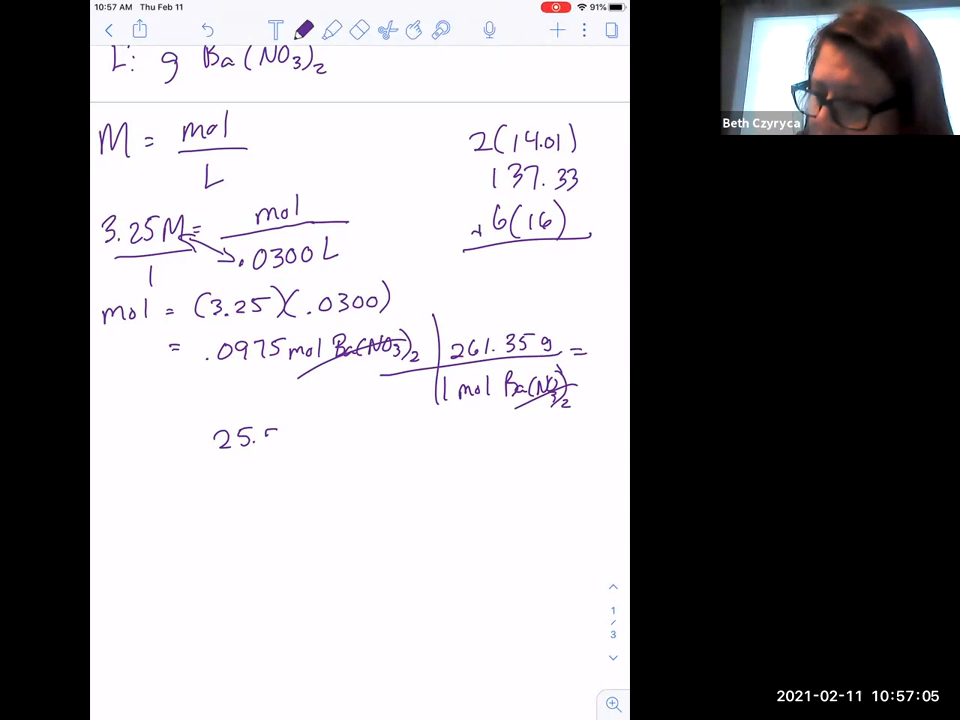 10:57 AM Thu Feb 11
91%
L: g Ba(NO3)2
M = mol / L
2(14.01)
137.33
+ 6(16)
3.25M / 1 = mol / .0300 L
mol = (3.25)(.0300)
= .0975 mol Ba(NO3)2 | 261.35 g / 1 mol Ba(NO3)2 =
25.
1 / 3
Beth Czyryca
2021-02-11 10:57:05